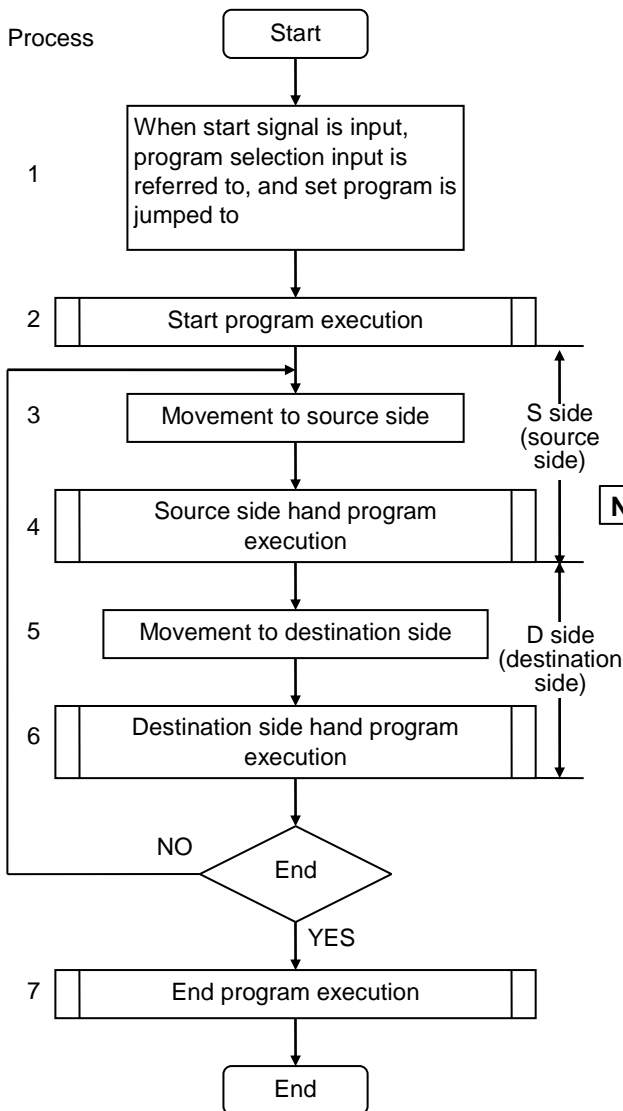 Process
Start
1
When start signal is input,
program selection input is
referred to, and set program is
jumped to
2
Start program execution
3
Movement to source side
S side
(source
side)
4
Source side hand program
execution
N
5
Movement to destination side
D side
(destination
side)
6
Destination side hand program
execution
NO
End
YES
7
End program execution
End